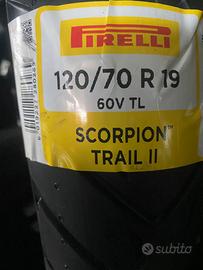 PIRELLI
120/70 R 19
60V TL
SCORPION™
TRAIL II
subito